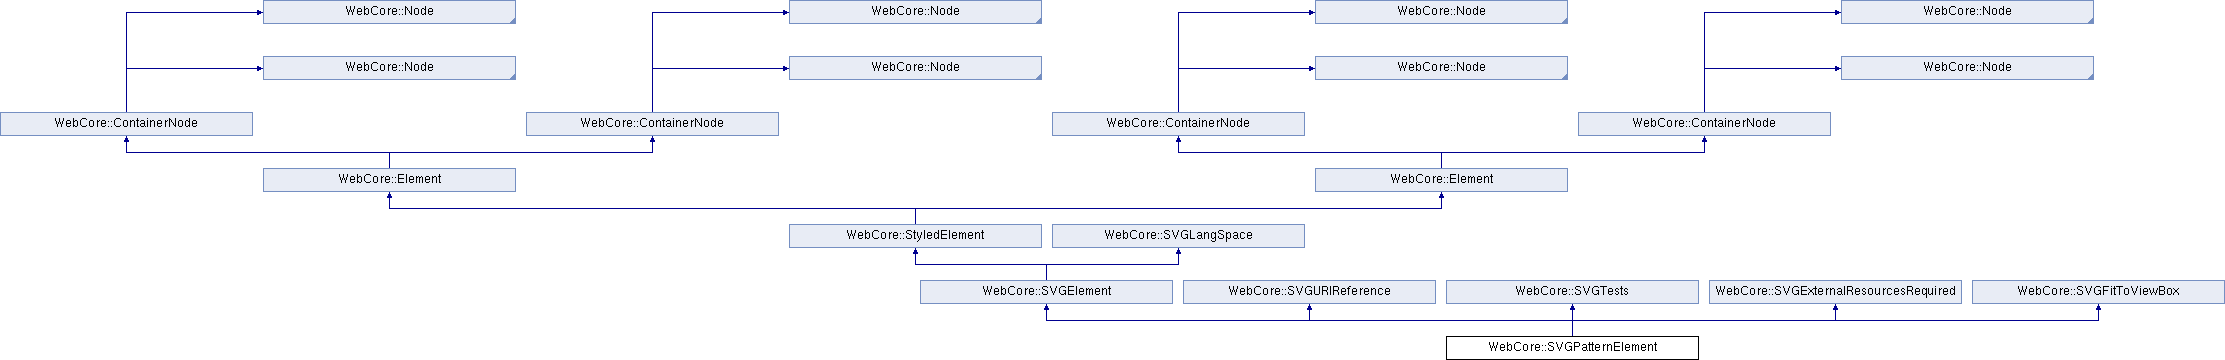 WebCore::Node
WebCore::Node
WebCore::Node
WebCore::Node
WebCore::Node
WebCore::Node
WebCore::Node
WebCore::Node
WebCore::ContainerNode
WebCore::ContainerNode
WebCore::ContainerNode
WebCore::ContainerNode
WebCore::Element
WebCore::Element
WebCore::StyledElement
WebCore::SVGLangSpace
WebCore::SVGElement
WebCore::SVGURIReference
WebCore::SVGTests
WebCore::SVGExternalResourcesRequired
WebCore::SVGFitToViewBox
WebCore::SVGPatternElement